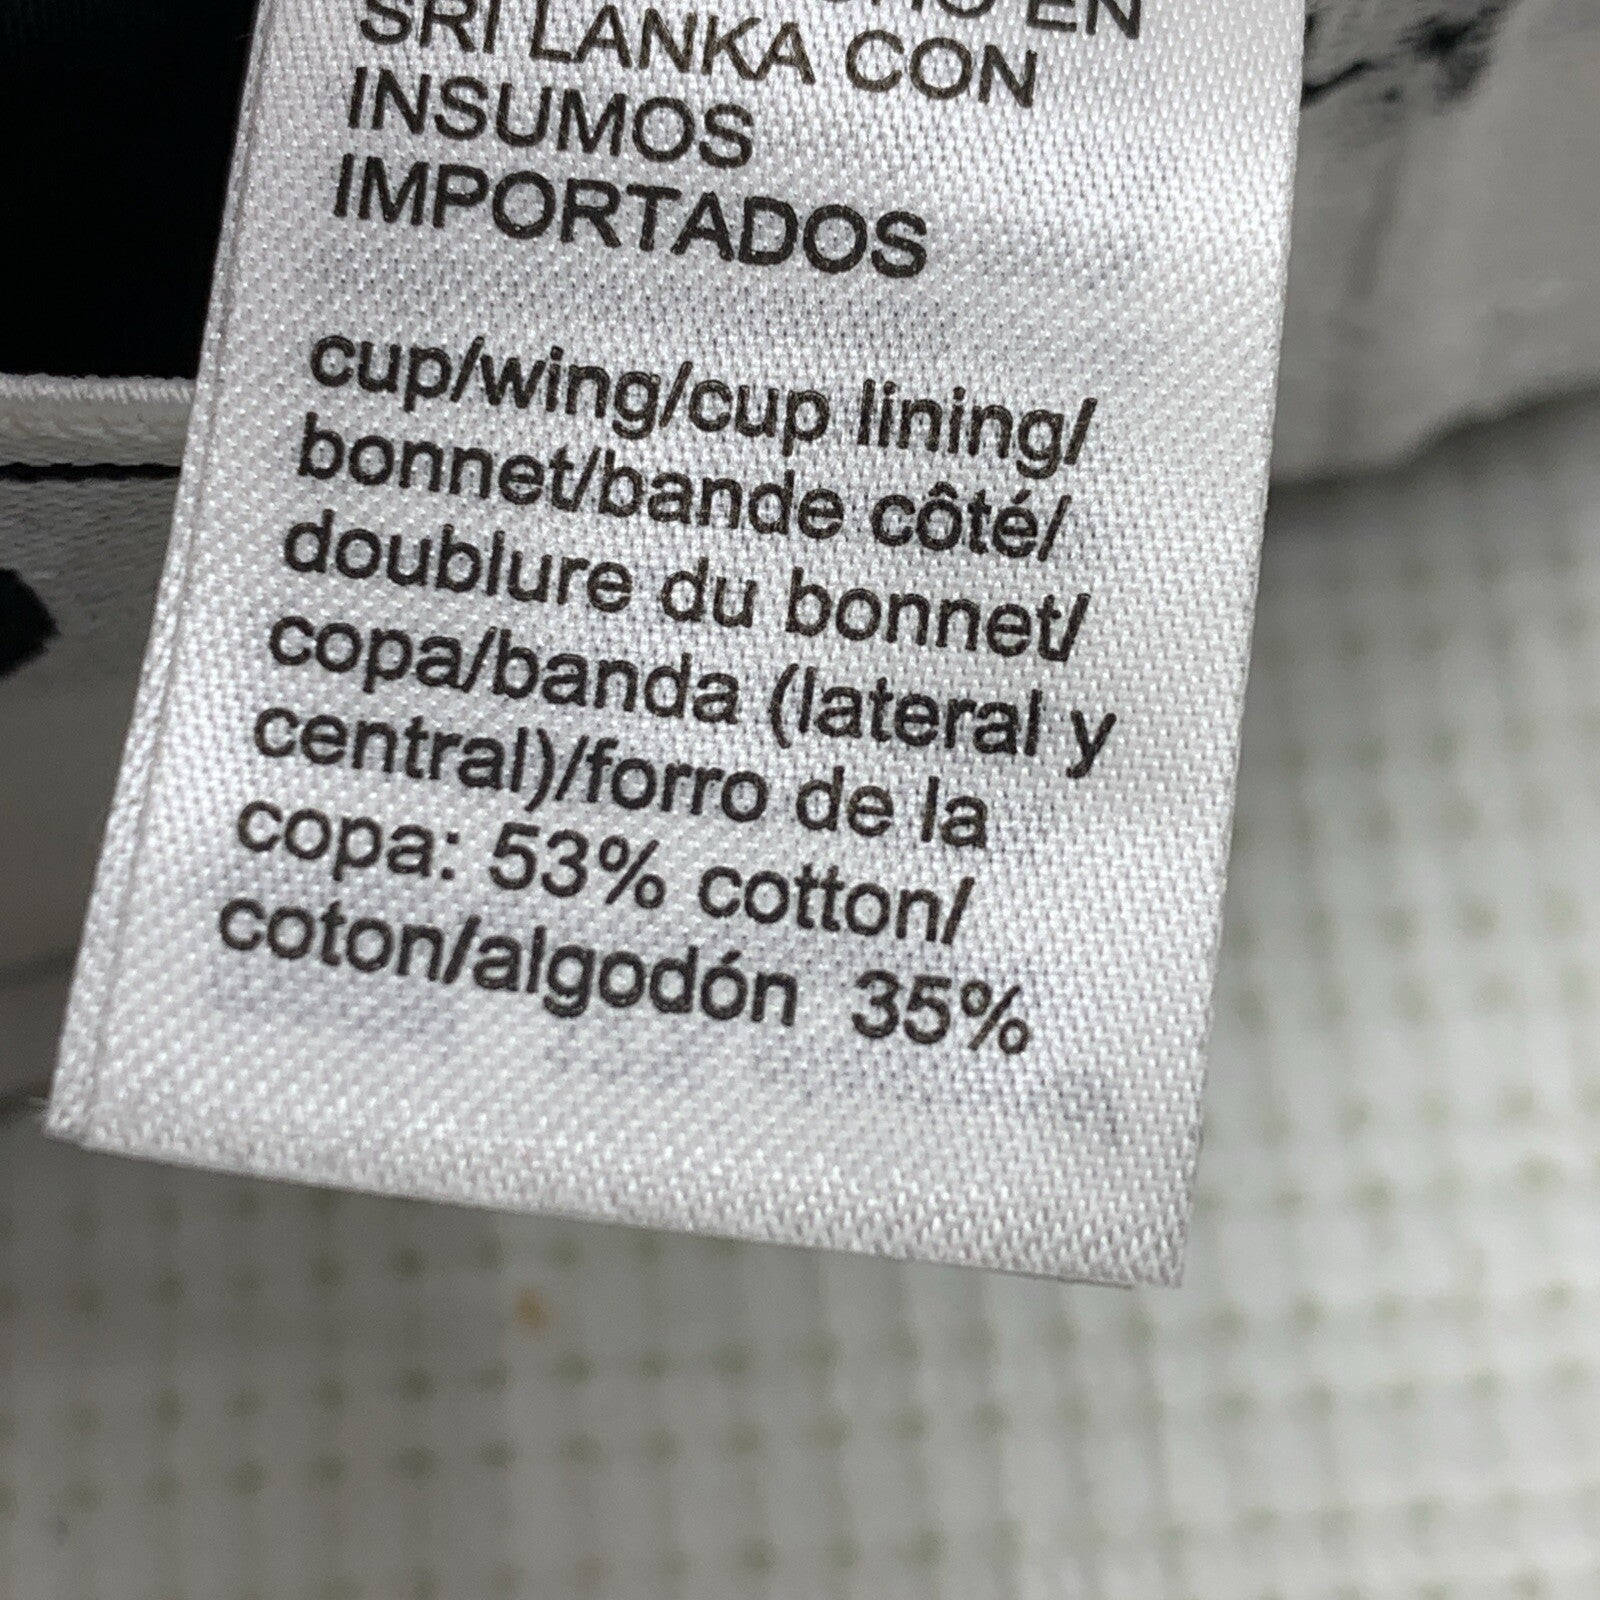 EN
SRI LANKA CON
INSUMOS
IMPORTADOS
cup/wing/cup lining/
bonnet/bande côté/
doublure du bonnet/
copa/banda (lateral y
central)/forro de la
copa: 53% cotton/
coton/algodón 35%